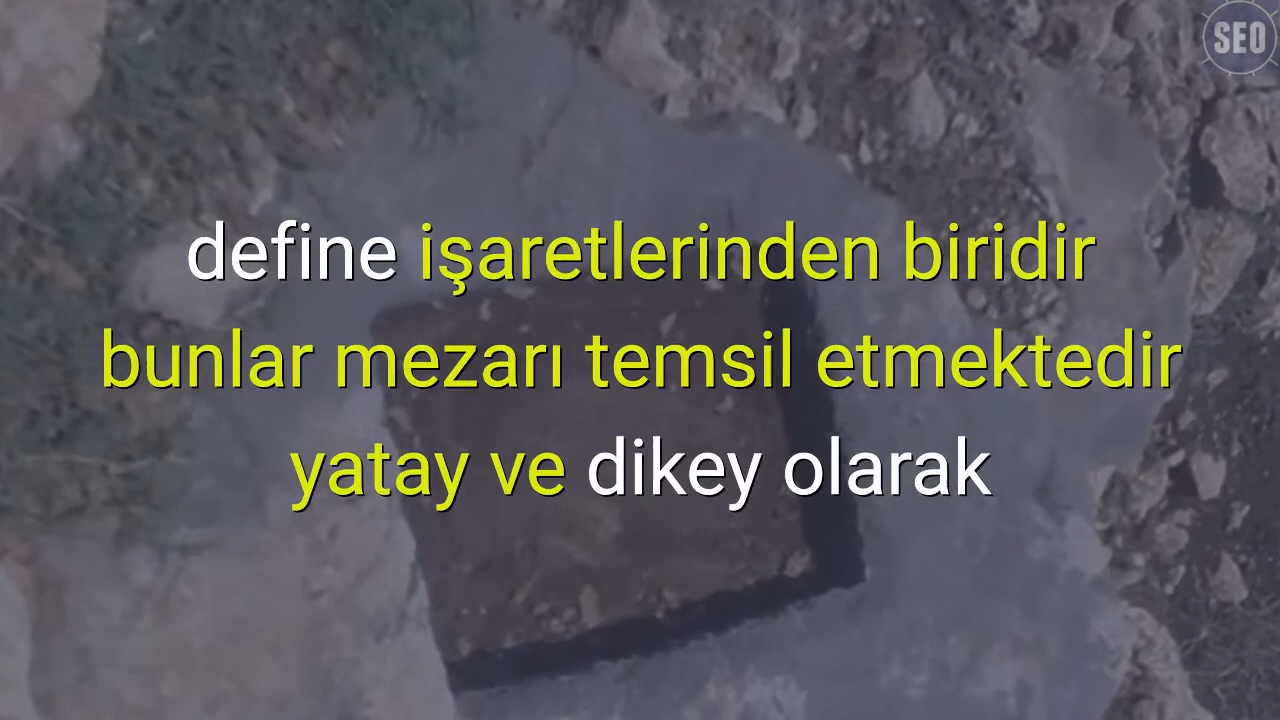 SEO
define işaretlerinden biridir
bunlar mezarı temsil etmektedir
yatay ve dikey olarak